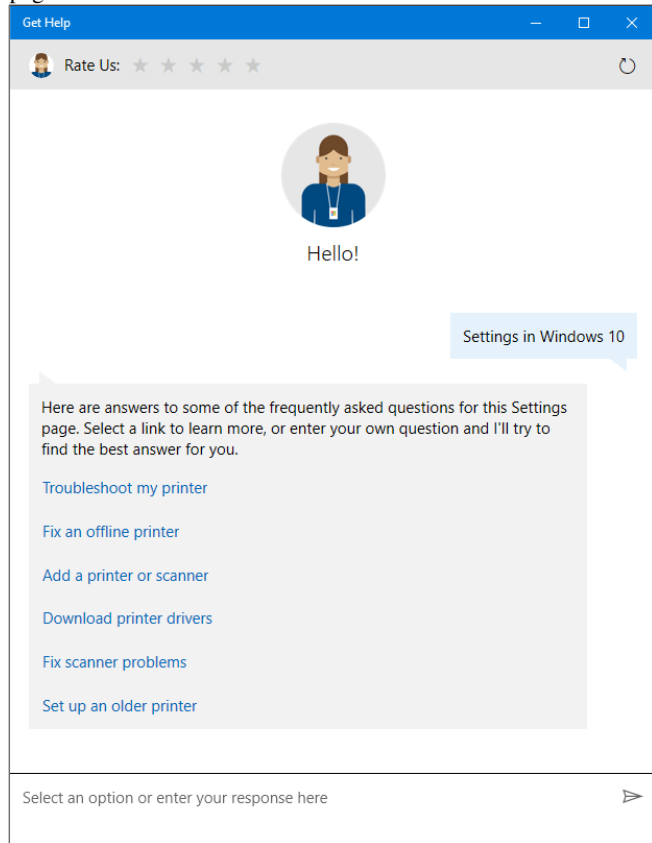 Get Help
Rate Us:
Hello!
Settings in Windows 10
Here are answers to some of the frequently asked questions for this Settings
page. Select a link to learn more, or enter your own question and I'll try to
find the best answer for you.
Troubleshoot my printer
Fix an offline printer
Add a printer or scanner
Download printer drivers
Fix scanner problems
Set up an older printer
Select an option or enter your response here